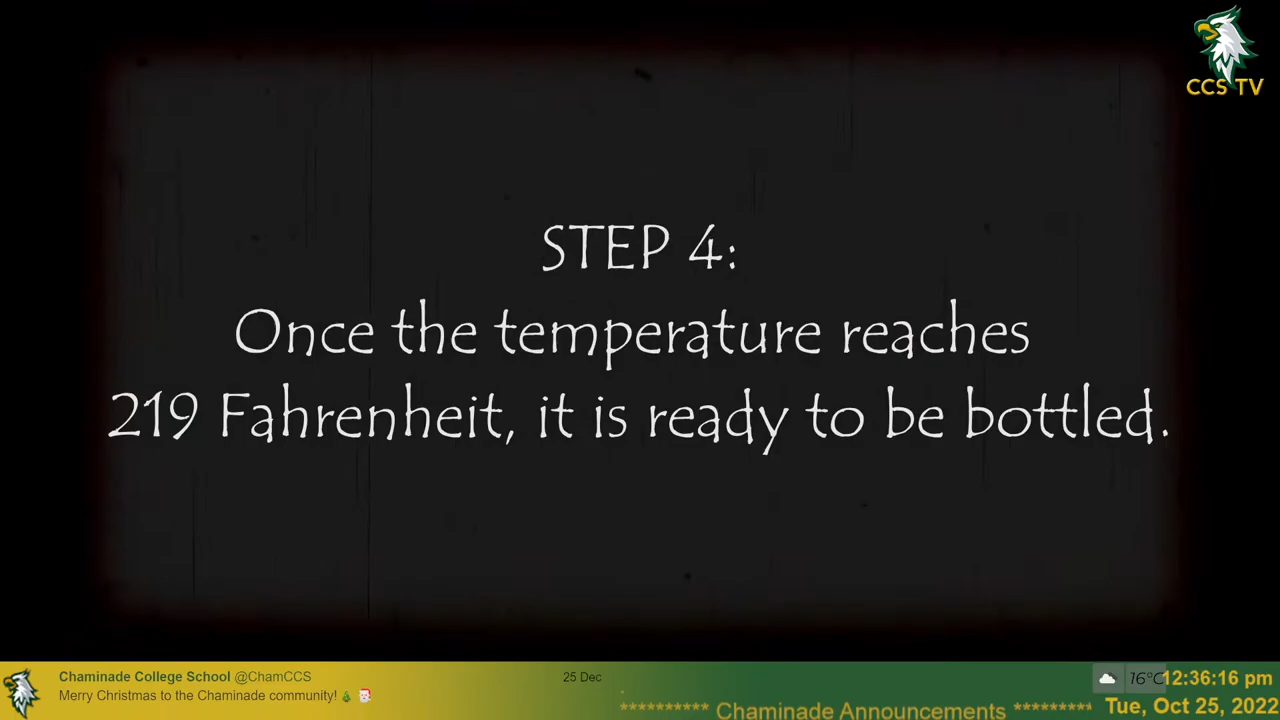 CCS TV
STEP 4:
Once the temperature reaches
219 Fahrenheit, it is ready to be bottled.
Chaminade College School @ChamCCS
25 Dec
Merry Christmas to the Chaminade community!🎄🎅
********** Chaminade Announcements **********
16°C
12:36:16 pm
Tue, Oct 25, 2022